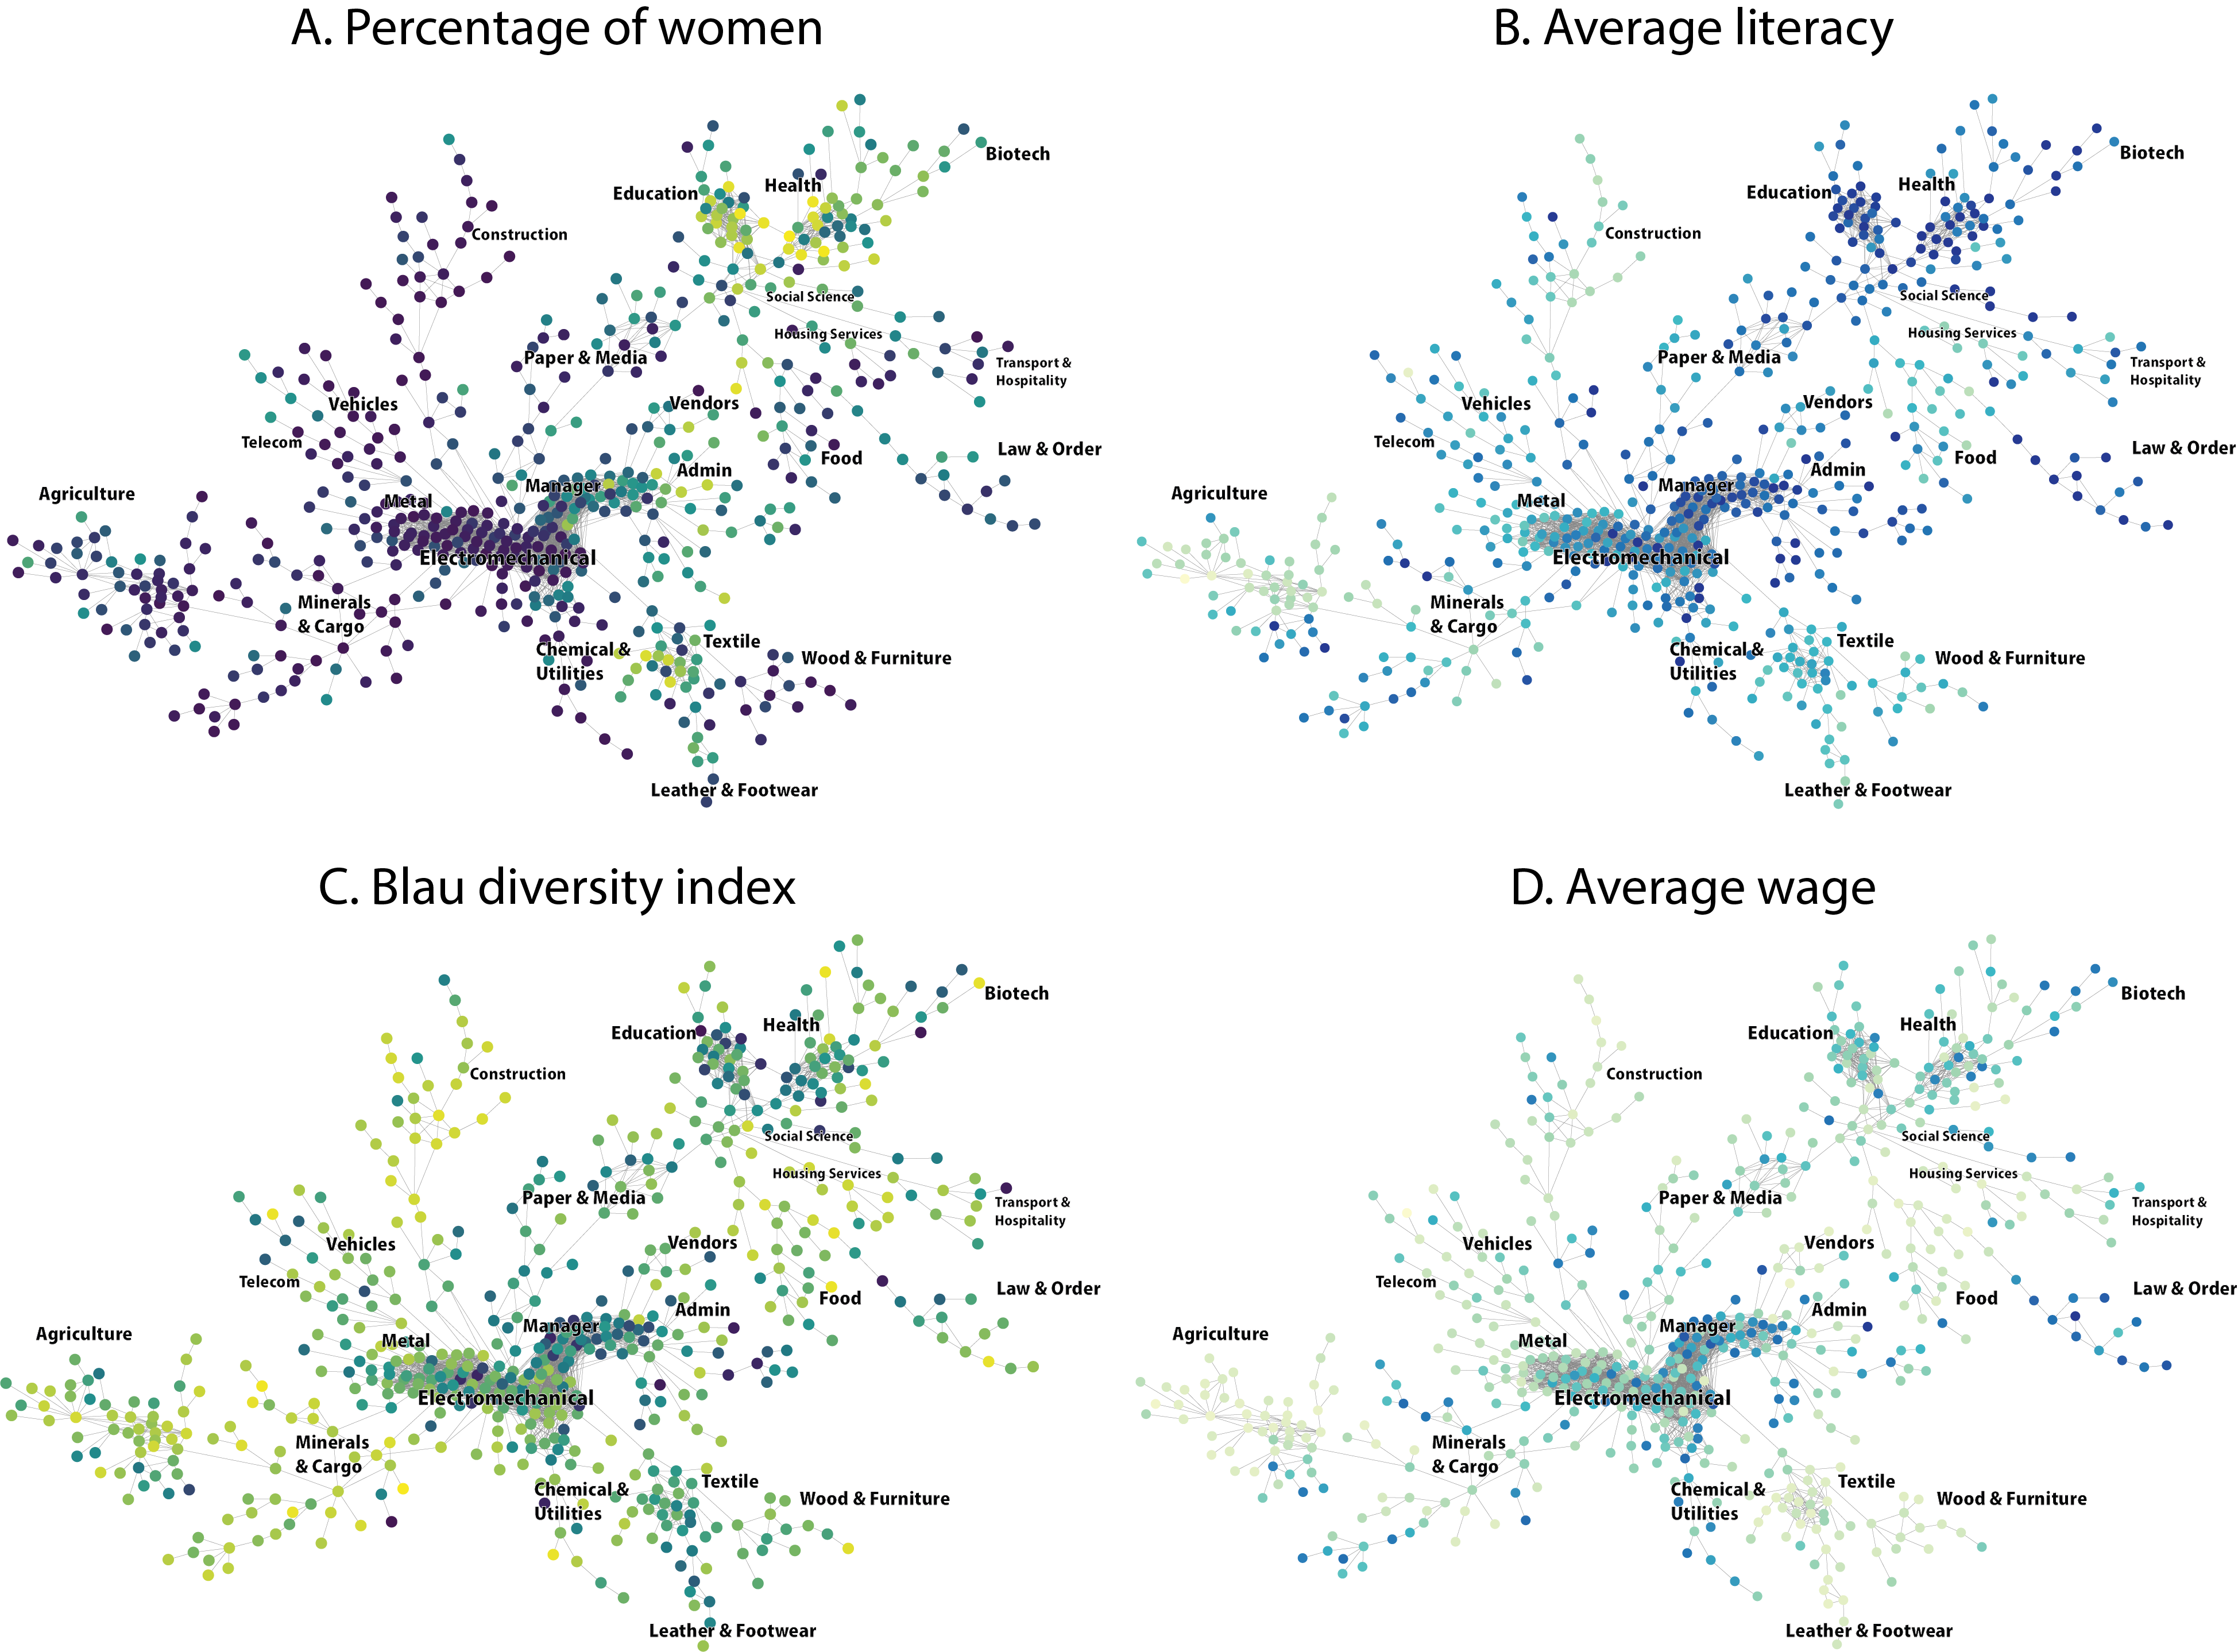 A. Percentage of women
Biotech
Education
Health
Construction
Social Science
Housing Services
Paper & Media
Transport &
Hospitality
Vehicles
Vendors
Telecom
Law & Order
Food
Admin
Manager
Agriculture
Metal
Electromechanical
Minerals
& Cargo
Chemical &
Utilities
Textile
Wood & Furniture
Leather & Footwear
B. Average literacy
Biotech
Education
Health
Construction
Social Science
Housing Services
Paper & Media
Transport &
Hospitality
Vehicles
Vendors
Telecom
Law & Order
Food
Admin
Manager
Agriculture
Metal
Electromechanical
Minerals
& Cargo
Chemical &
Utilities
Textile
Wood & Furniture
Leather & Footwear
C. Blau diversity index
Biotech
Education
Health
Construction
Social Science
Housing Services
Paper & Media
Transport &
Hospitality
Vehicles
Vendors
Telecom
Law & Order
Food
Admin
Manager
Agriculture
Metal
Electromechanical
Minerals
& Cargo
Chemical &
Utilities
Textile
Wood & Furniture
Leather & Footwear
D. Average wage
Biotech
Education
Health
Construction
Social Science
Housing Services
Paper & Media
Transport &
Hospitality
Vehicles
Vendors
Telecom
Law & Order
Food
Admin
Manager
Agriculture
Metal
Electromechanical
Minerals
& Cargo
Chemical &
Utilities
Textile
Wood & Furniture
Leather & Footwear